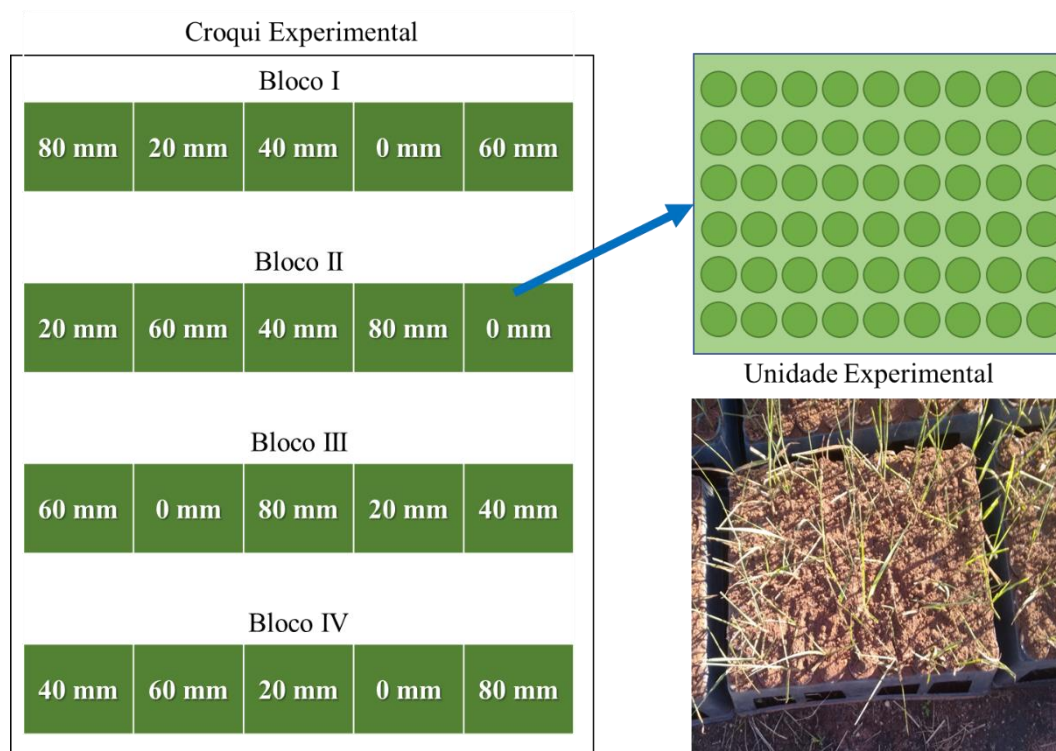 Croqui Experimental
Bloco I
80 mm 20 mm 40 mm 0 mm 60 mm
Bloco II
20 mm 60 mm 40 mm 80 mm 0 mm
Bloco III
60 mm 0 mm 80 mm 20 mm 40 mm
Bloco IV
40 mm 60 mm 20 mm 0 mm 80 mm
Unidade Experimental